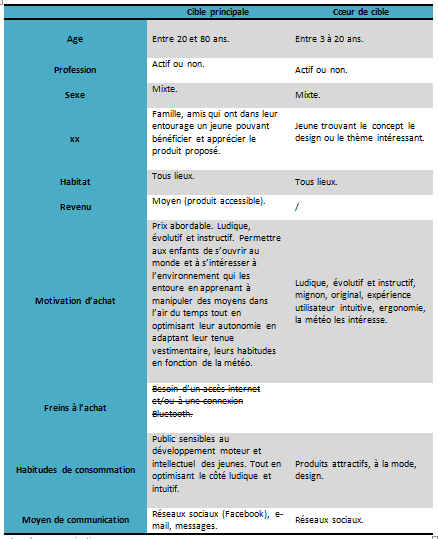 Cible principale Cœur de cible
Age Entre 20 et 80 ans. Entre 3 à 20 ans.
Profession Actif ou non. Actif ou non.
Sexe Mixte. Mixte.
xx
Famille, amis qui ont dans leur
entourage un jeune pouvant
bénéficier et apprécier le
produit proposé.
Jeune trouvant le concept le
design ou le thème intéressant.
Habitat Tous lieux. Tous lieux.
Revenu Moyen (produit accessible). /
Motivation d’achat
Prix abordable. Ludique,
évolutif et instructif. Permettre
aux enfants de s’ouvrir au
monde et à s’intéresser à
l’environnement qui les
entoure en apprenant à
manipuler des moyens dans
l’air du temps tout en
optimisant leur autonomie en
adaptant leur tenue
vestimentaire, leurs habitudes
en fonction de la météo.
Ludique, évolutif et instructif,
mignon, original, expérience
utilisateur intuitive, ergonomie,
la météo les intéresse.
Freins à l’achat
Besoin d’un accès internet
et/ou à une connexion
Bluetooth.
Habitudes de consommation
Public sensibles au
développement moteur et
intellectuel des jeunes. Tout en
optimisant le côté ludique et
intuitif.
Produits attractifs, à la mode,
design.
Moyen de communication
Réseaux sociaux (Facebook), e-
mail, messages.
Réseaux sociaux.